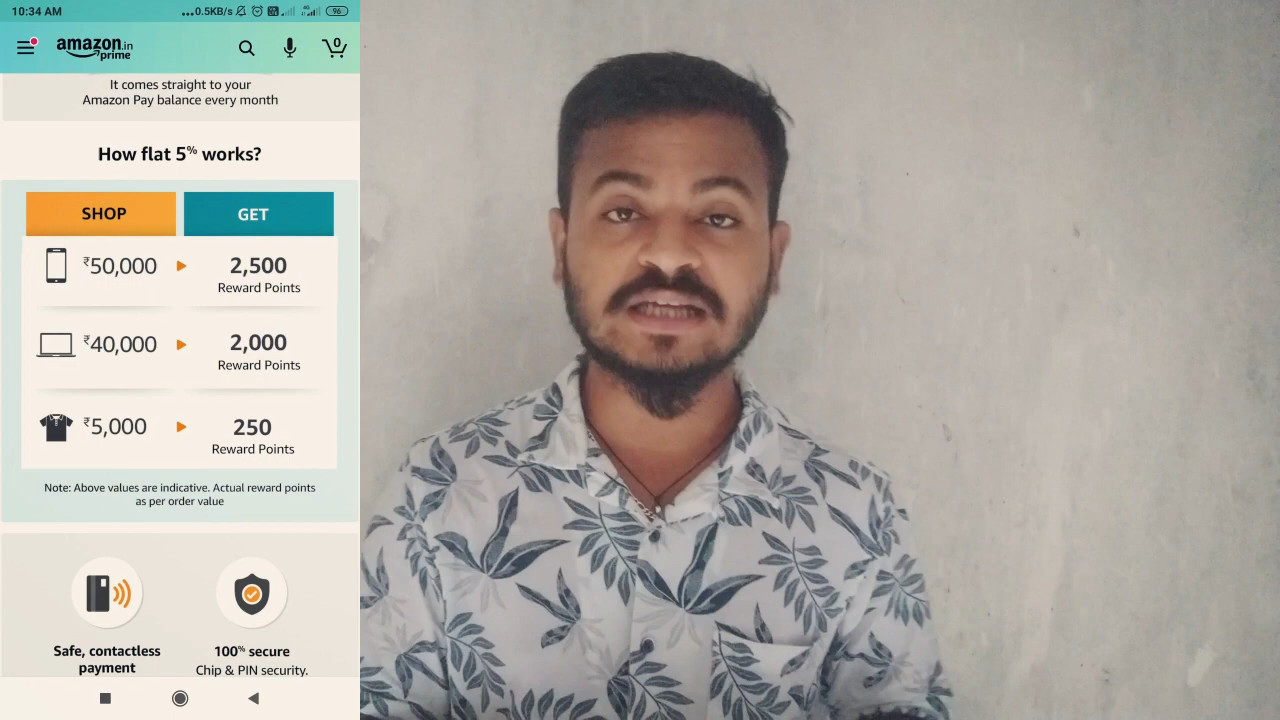 10:34 AM
...0.5KB/s
4G
96
amazon.in
prime
0
It comes straight to your
Amazon Pay balance every month
How flat 5% works?
SHOP
GET
₹50,000
2,500
Reward Points
₹40,000
2,000
Reward Points
₹5,000
250
Reward Points
Note: Above values are indicative. Actual reward points
as per order value
Safe, contactless
payment
100% secure
Chip & PIN security.